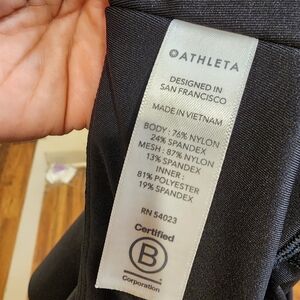 ATHLETA
DESIGNED IN
SAN FRANCISCO
MADE IN VIETNAM
BODY : 76% NYLON
24% SPANDEX
MESH : 87% NYLON
13% SPANDEX
INNER :
81% POLYESTER
19% SPANDEX
RN 54023
Certified
B
Corporation